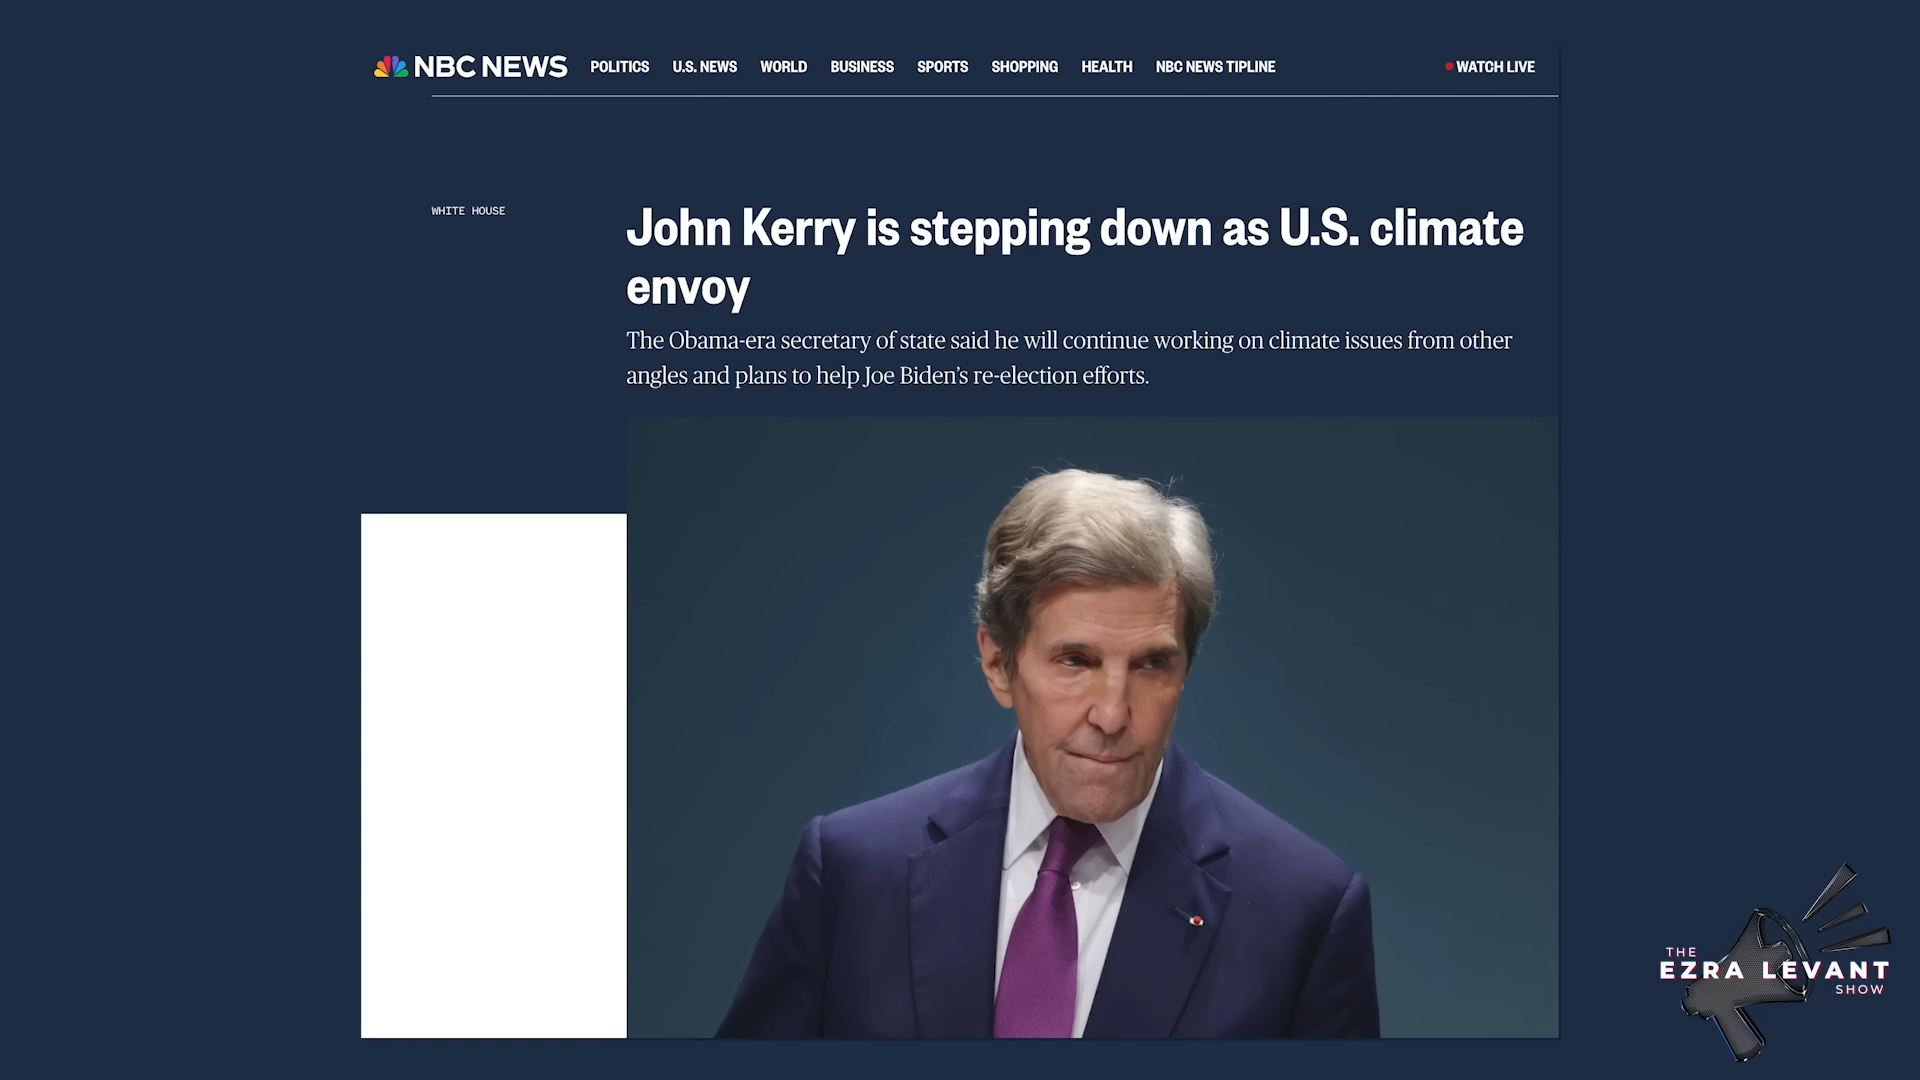 NBC NEWS POLITICS U.S. NEWS WORLD BUSINESS SPORTS SHOPPING HEALTH NBC NEWS TIPLINE WATCH LIVE
WHITE HOUSE
John Kerry is stepping down as U.S. climate
envoy
The Obama-era secretary of state said he will continue working on climate issues from other
angles and plans to help Joe Biden’s re-election efforts.
THE
EZRA LEVANT
SHOW